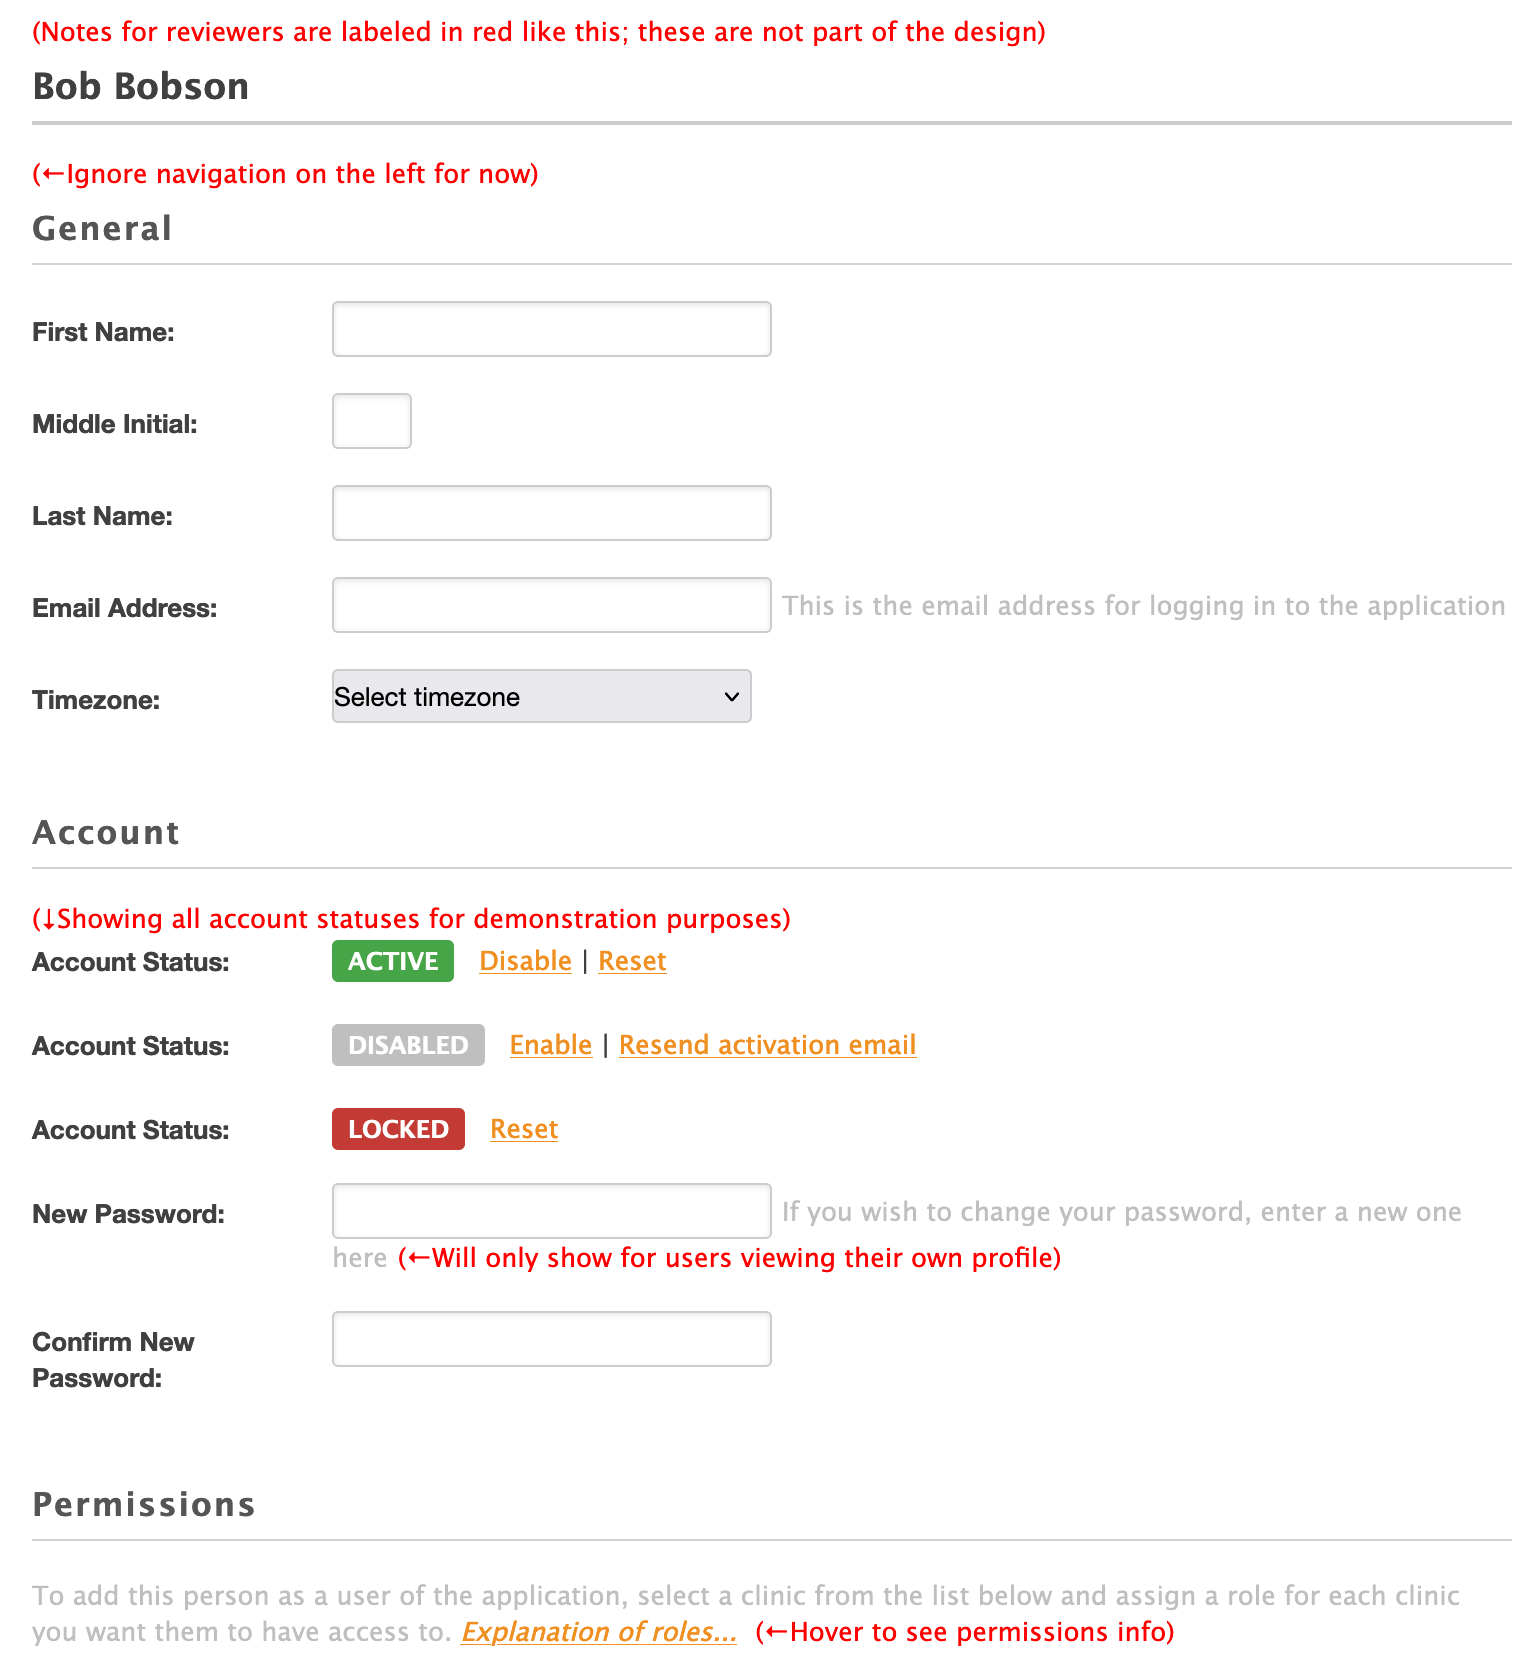 (Notes for reviewers are labeled in red like this; these are not part of the design)
Bob Bobson
(←Ignore navigation on the left for now)
General
First Name:
Middle Initial:
Last Name:
Email Address: This is the email address for logging in to the application
Timezone: Select timezone
Account
(↓Showing all account statuses for demonstration purposes)
Account Status: ACTIVE Disable | Reset
Account Status: DISABLED Enable | Resend activation email
Account Status: LOCKED Reset
New Password: If you wish to change your password, enter a new one
here (←Will only show for users viewing their own profile)
Confirm New
Password:
Permissions
To add this person as a user of the application, select a clinic from the list below and assign a role for each clinic
you want them to have access to. Explanation of roles... (←Hover to see permissions info)